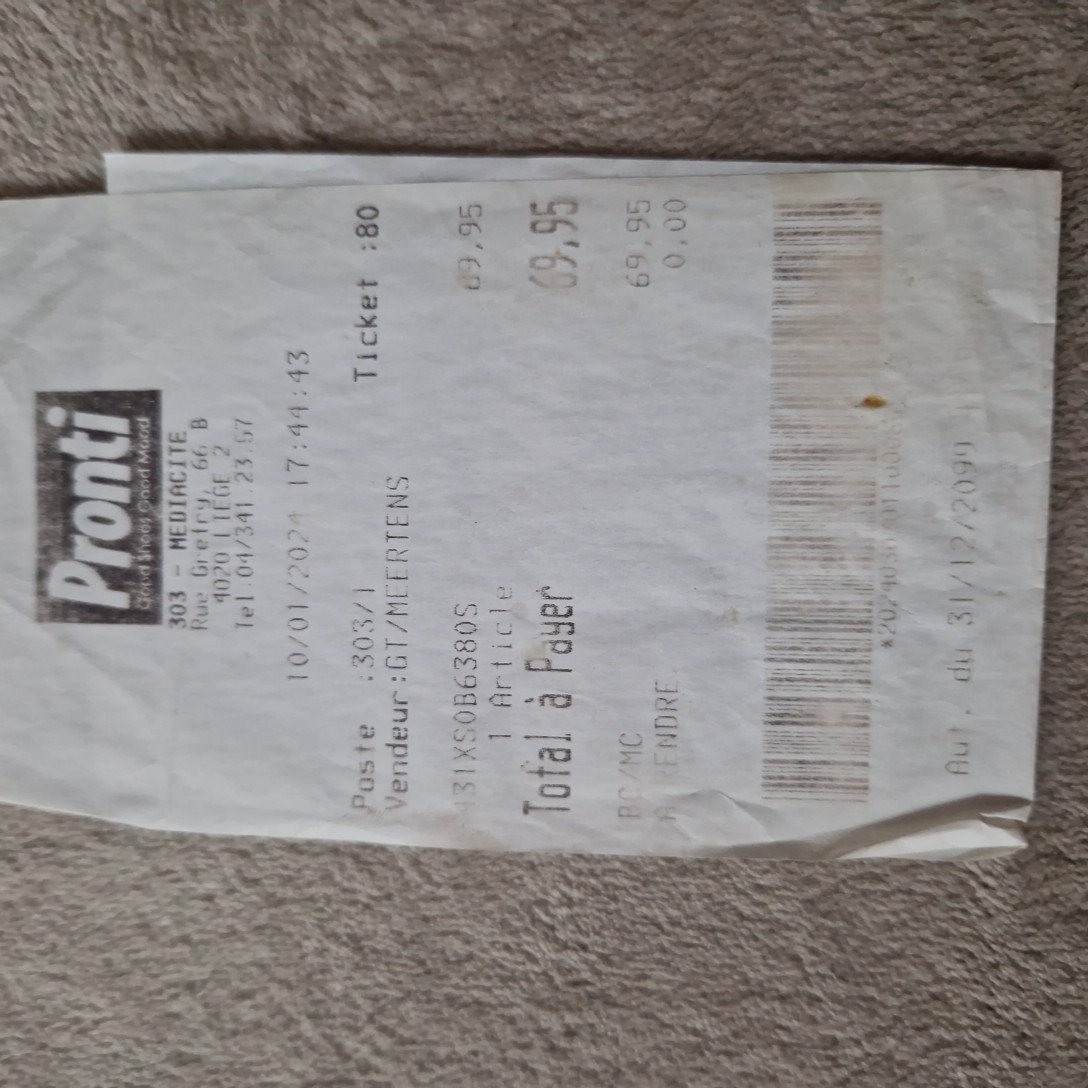 Pronti
Good Shoes Good Mood
303 - MEDIACITE
Rue Gretry, 66 B
4020 LIEGE 2
Tel:04/341.23.57
10/01/2024 17:44:43
Poste :303/1 Ticket :80
Vendeur:GT/MEERTENS
431XSOB6380S 69,95
1 Article
Total à Payer 69,95
BC/MC 69,95
A RENDRE 0,00
Aut. du 31/12/2099